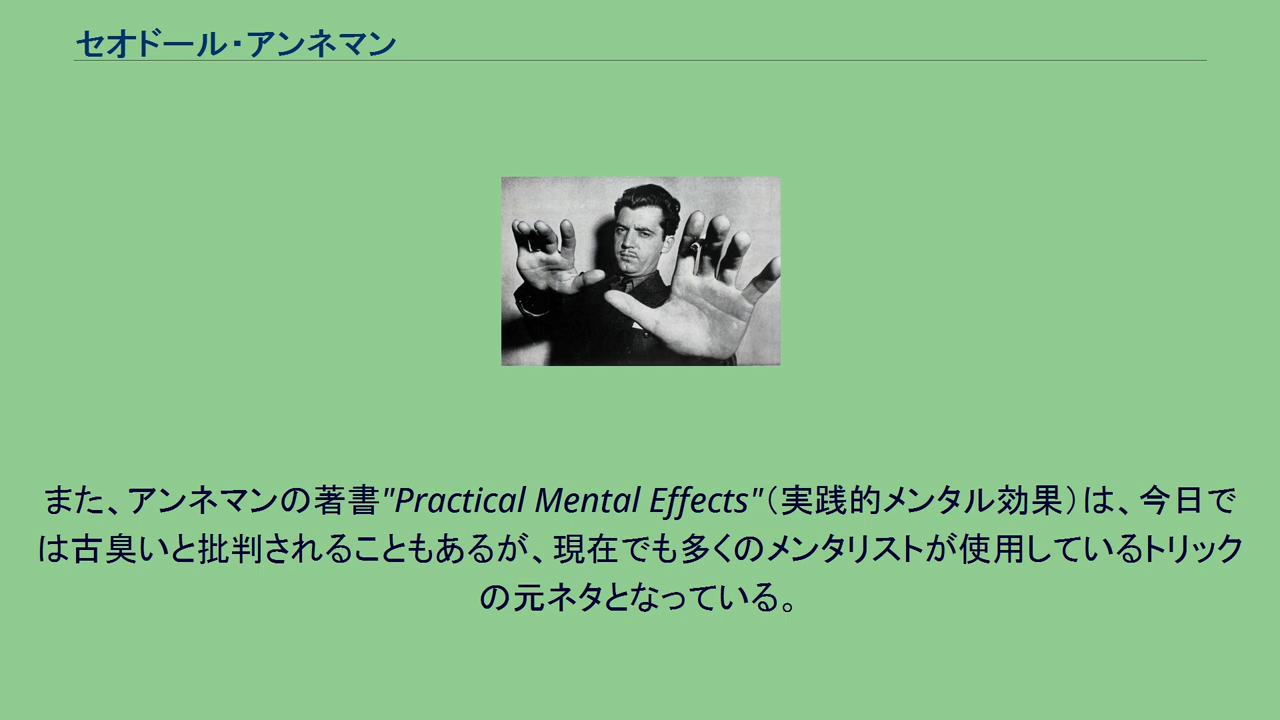 セオドール・アンネマン
また、アンネマンの著書"Practical Mental Effects"（実践的メンタル効果）は、今日で
は古臭いと批判されることもあるが、現在でも多くのメンタリストが使用しているトリック
の元ネタとなっている。